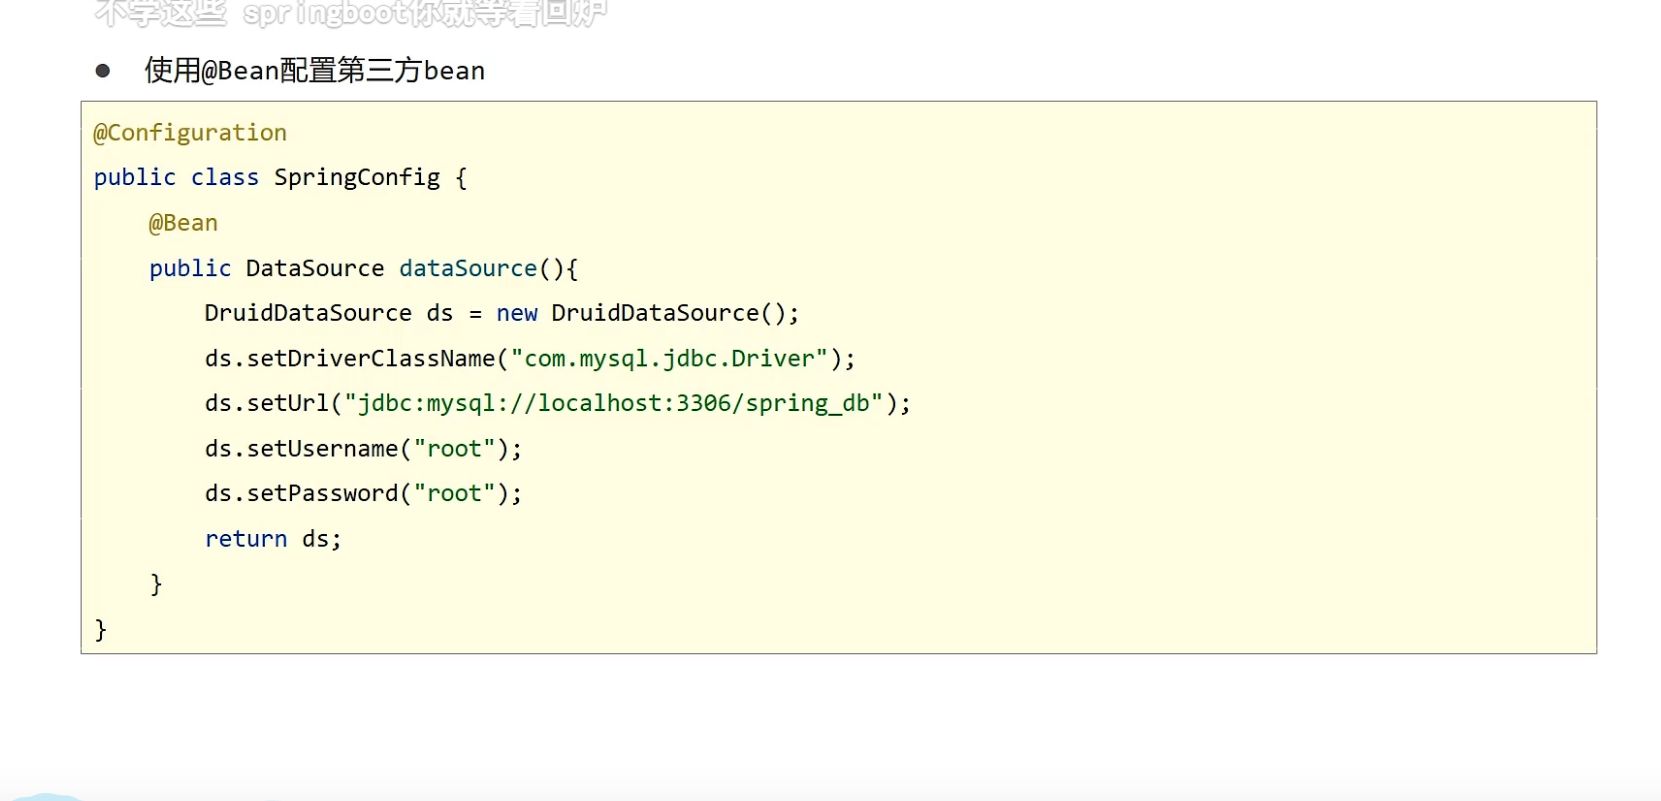 不学这些 springboot你就等着回炉
● 使用@Bean配置第三方bean
@Configuration
public class SpringConfig {
    @Bean
    public DataSource dataSource(){
        DruidDataSource ds = new DruidDataSource();
        ds.setDriverClassName("com.mysql.jdbc.Driver");
        ds.setUrl("jdbc:mysql://localhost:3306/spring_db");
        ds.setUsername("root");
        ds.setPassword("root");
        return ds;
    }
}